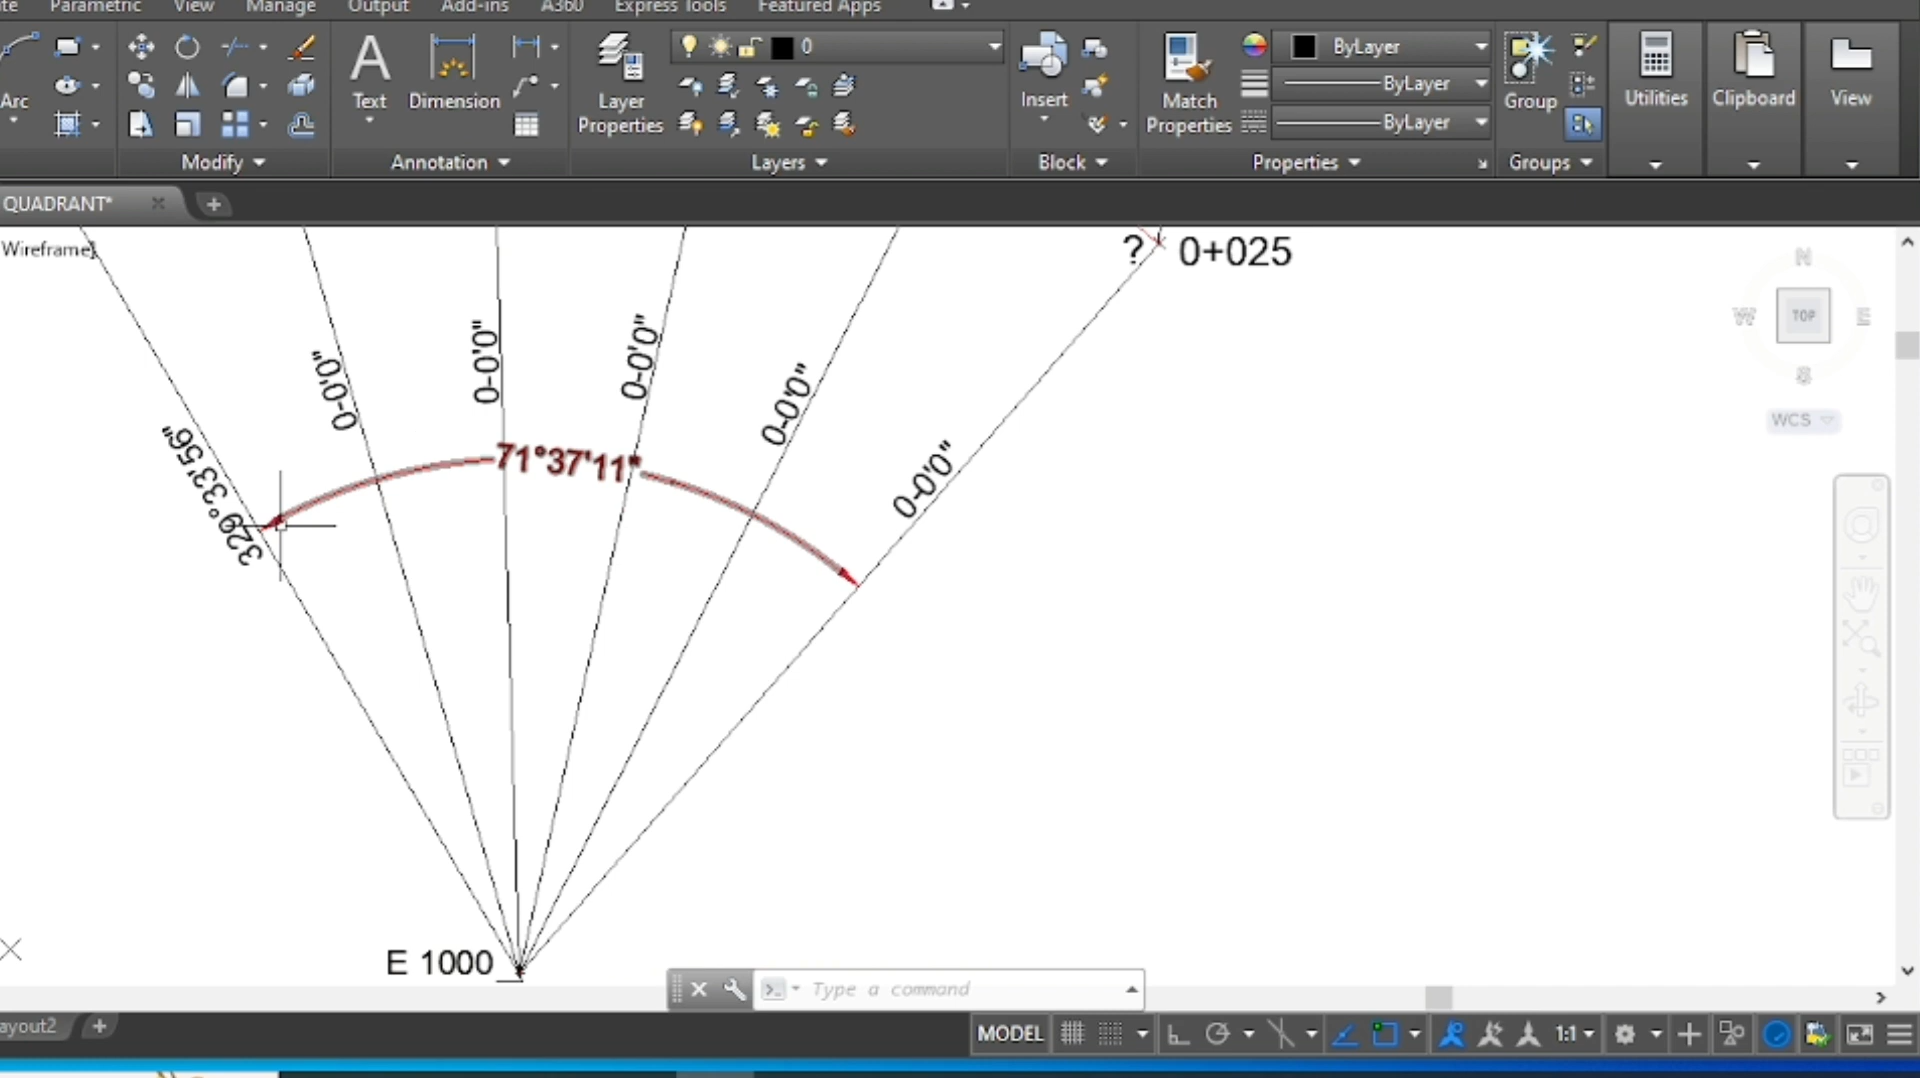 Parametric View Manage Output Add-ins A360 Express Tools Featured Apps
0
ByLayer
ByLayer
ByLayer
Arc
Text
Dimension
Layer
Properties
Insert
Match
Properties
Group
Utilities
Clipboard
View
Modify
Annotation
Layers
Block
Properties
Groups
QUADRANT*
Wireframe]
? 0+025
N
W
TOP
E
S
WCS
0-0'0"
0-0'0"
0-0'0"
0-0'0"
0-0'0"
329°33'56"
71°37'11"
E 1000
Type a command
ayout2
MODEL
1:1